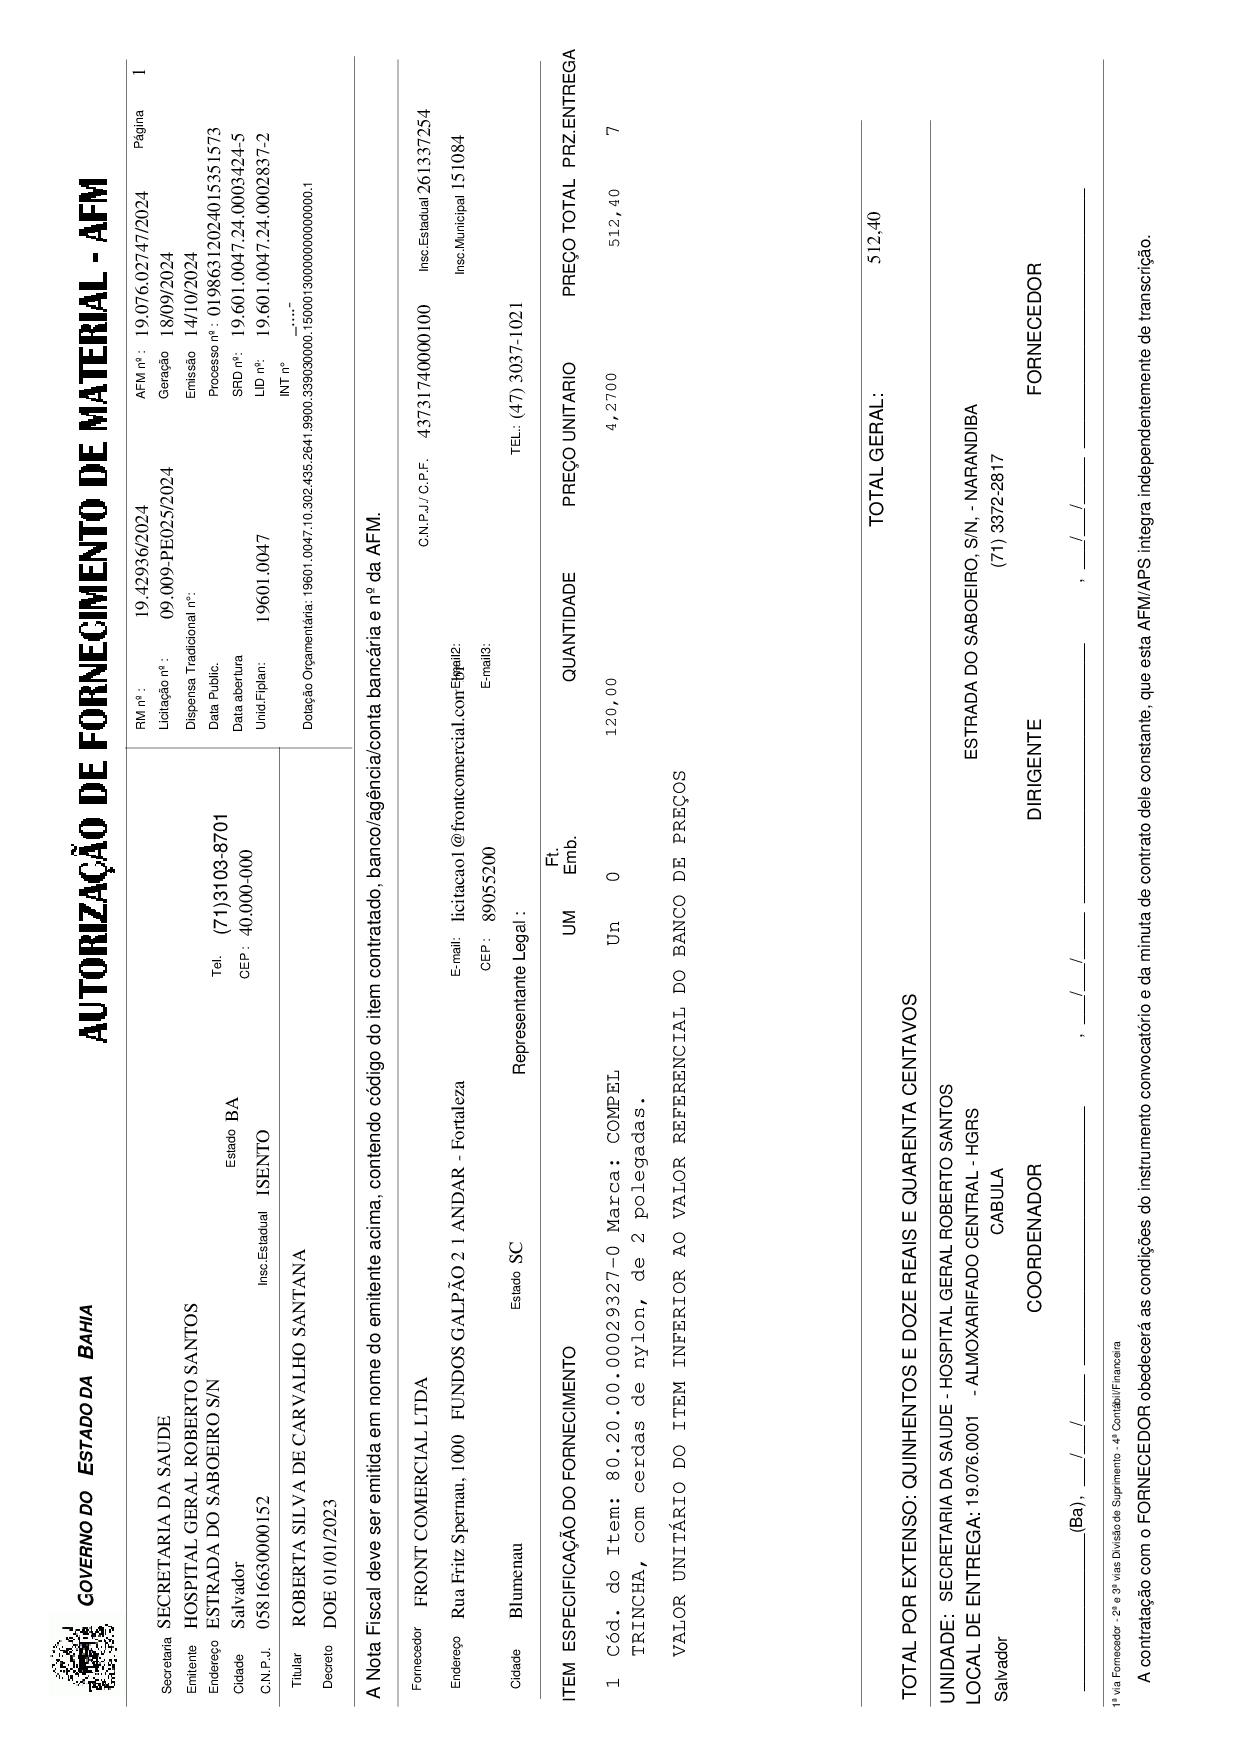 GOVERNO DO ESTADO DA BAHIA
AUTORIZAÇÃO DE FORNECIMENTO DE MATERIAL - AFM
Secretaria SECRETARIA DA SAUDE
Emitente HOSPITAL GERAL ROBERTO SANTOS
Endereço ESTRADA DO SABOEIRO S/N
Cidade Salvador Estado BA
Tel. (71)3103-8701
CEP : 40.000-000
C.N.P.J. 05816630000152 Insc.Estadual ISENTO
Titular ROBERTA SILVA DE CARVALHO SANTANA
Decreto DOE 01/01/2023
RM nº : 19.42936/2024 AFM nº : 19.076.02747/2024 Página 1
Licitação nº : 09.009-PE025/2024 Geração 18/09/2024
Dispensa Tradicional n°: Emissão 14/10/2024
Data Public. Processo nº : 01986312024015351573
Data abertura SRD nº: 19.601.0047.24.0003424-5
Unid.Fiplan: 19601.0047 LID nº: 19.601.0047.24.0002837-2
INT n° _....-
Dotação Orçamentária: 19601.0047.10.302.435.2641.9900.339030000.15000130000000000000.1
A Nota Fiscal deve ser emitida em nome do emitente acima, contendo código do item contratado, banco/agência/conta bancária e nº da AFM.
Fornecedor FRONT COMERCIAL LTDA C.N.P.J./ C.P.F. 43731740000100 Insc.Estadual 261337254
Endereço Rua Fritz Spernau, 1000 FUNDOS GALPÃO 2 1 ANDAR - Fortaleza E-mail: licitacao1@frontcomercial.com.br E-mail2: Insc.Municipal 151084
CEP : 89055200 E-mail3:
Cidade Blumenau Estado SC Representante Legal : TEL.: (47) 3037-1021
ITEM ESPECIFICAÇÃO DO FORNECIMENTO UM Ft. Emb. QUANTIDADE PREÇO UNITARIO PREÇO TOTAL PRZ.ENTREGA
1 Cód. do Item: 80.20.00.00029327-0 Marca: COMPEL Un 0 120,00 4,2700 512,40 7
TRINCHA, com cerdas de nylon, de 2 polegadas.
VALOR UNITÁRIO DO ITEM INFERIOR AO VALOR REFERENCIAL DO BANCO DE PREÇOS
TOTAL GERAL: 512,40
TOTAL POR EXTENSO: QUINHENTOS E DOZE REAIS E QUARENTA CENTAVOS
UNIDADE: SECRETARIA DA SAUDE - HOSPITAL GERAL ROBERTO SANTOS
LOCAL DE ENTREGA: 19.076.0001 - ALMOXARIFADO CENTRAL - HGRS ESTRADA DO SABOEIRO, S/N, - NARANDIBA
Salvador CABULA (71) 3372-2817
COORDENADOR DIRIGENTE FORNECEDOR
_________________(Ba), ___/___/_____ ____________________________ , ___/___/_____ ____________________________ , ___/___/_____ ____________________________
1ª via Fornecedor - 2ª e 3ª vias Divisão de Suprimento - 4ª Contábil/Financeira
A contratação com o FORNECEDOR obedecerá as condições do instrumento convocatório e da minuta de contrato dele constante, que esta AFM/APS integra independentemente de transcrição.